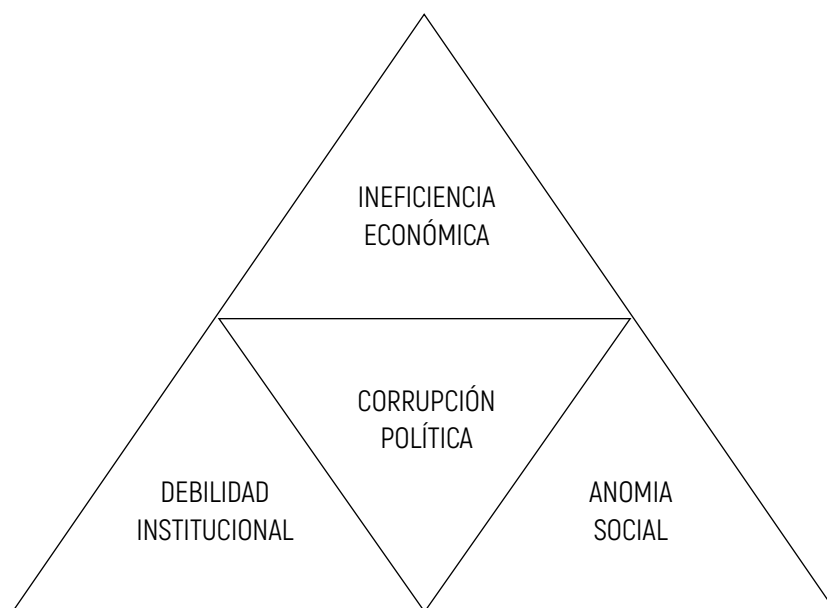 INEFICIENCIA
ECONÓMICA
CORRUPCIÓN
POLÍTICA
DEBILIDAD
INSTITUCIONAL
ANOMIA
SOCIAL